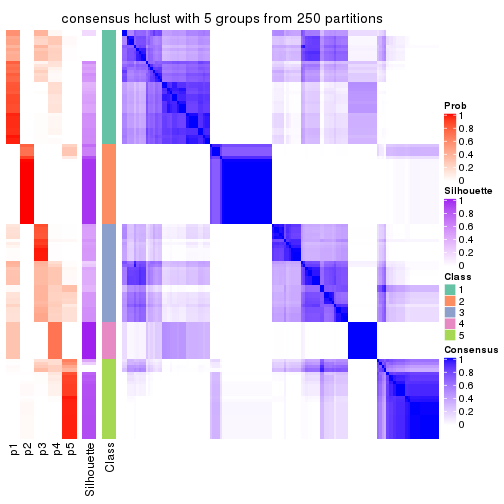 consensus hclust with 5 groups from 250 partitions
Prob
1
0.8
0.6
0.4
0.2
0
Silhouette
1
0.8
0.6
0.4
0.2
0
Class
1
2
3
4
5
Consensus
1
0.8
0.6
0.4
0.2
0
p1
p2
p3
p4
p5
Silhouette
Class